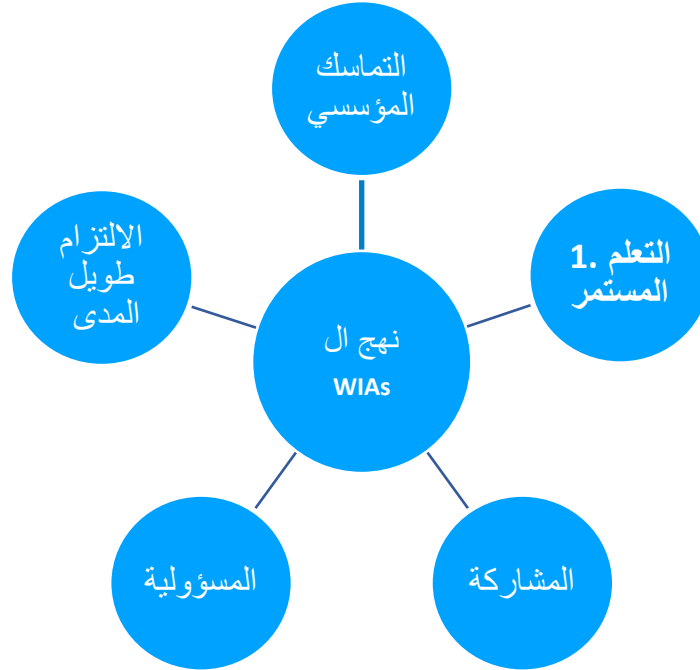 التماسك
المؤسسي
1. التعلم
المستمر
الالتزام
طويل
المدى
نهج ال
WIAs
المسؤولية
المشاركة